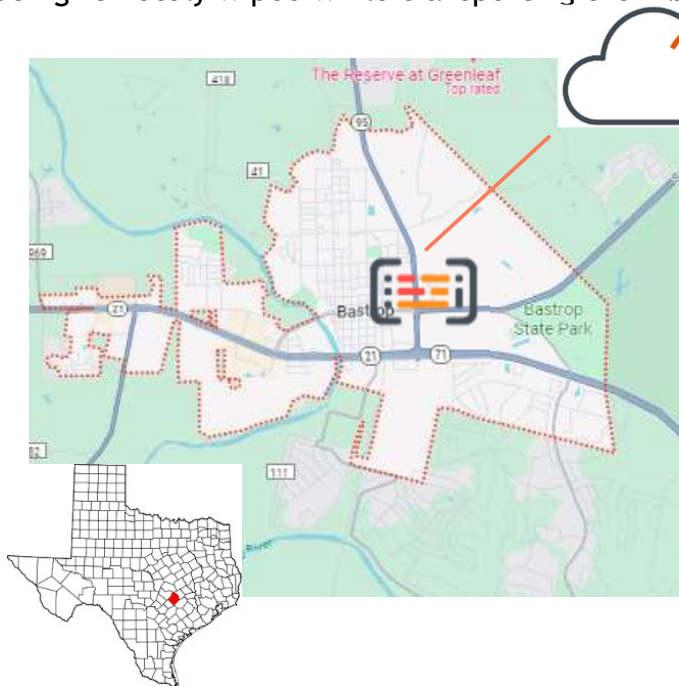 The Reserve at Greenleaf
Top rated
418
95
41
969
21
Bastrop
Bastrop
State Park
21
71
111